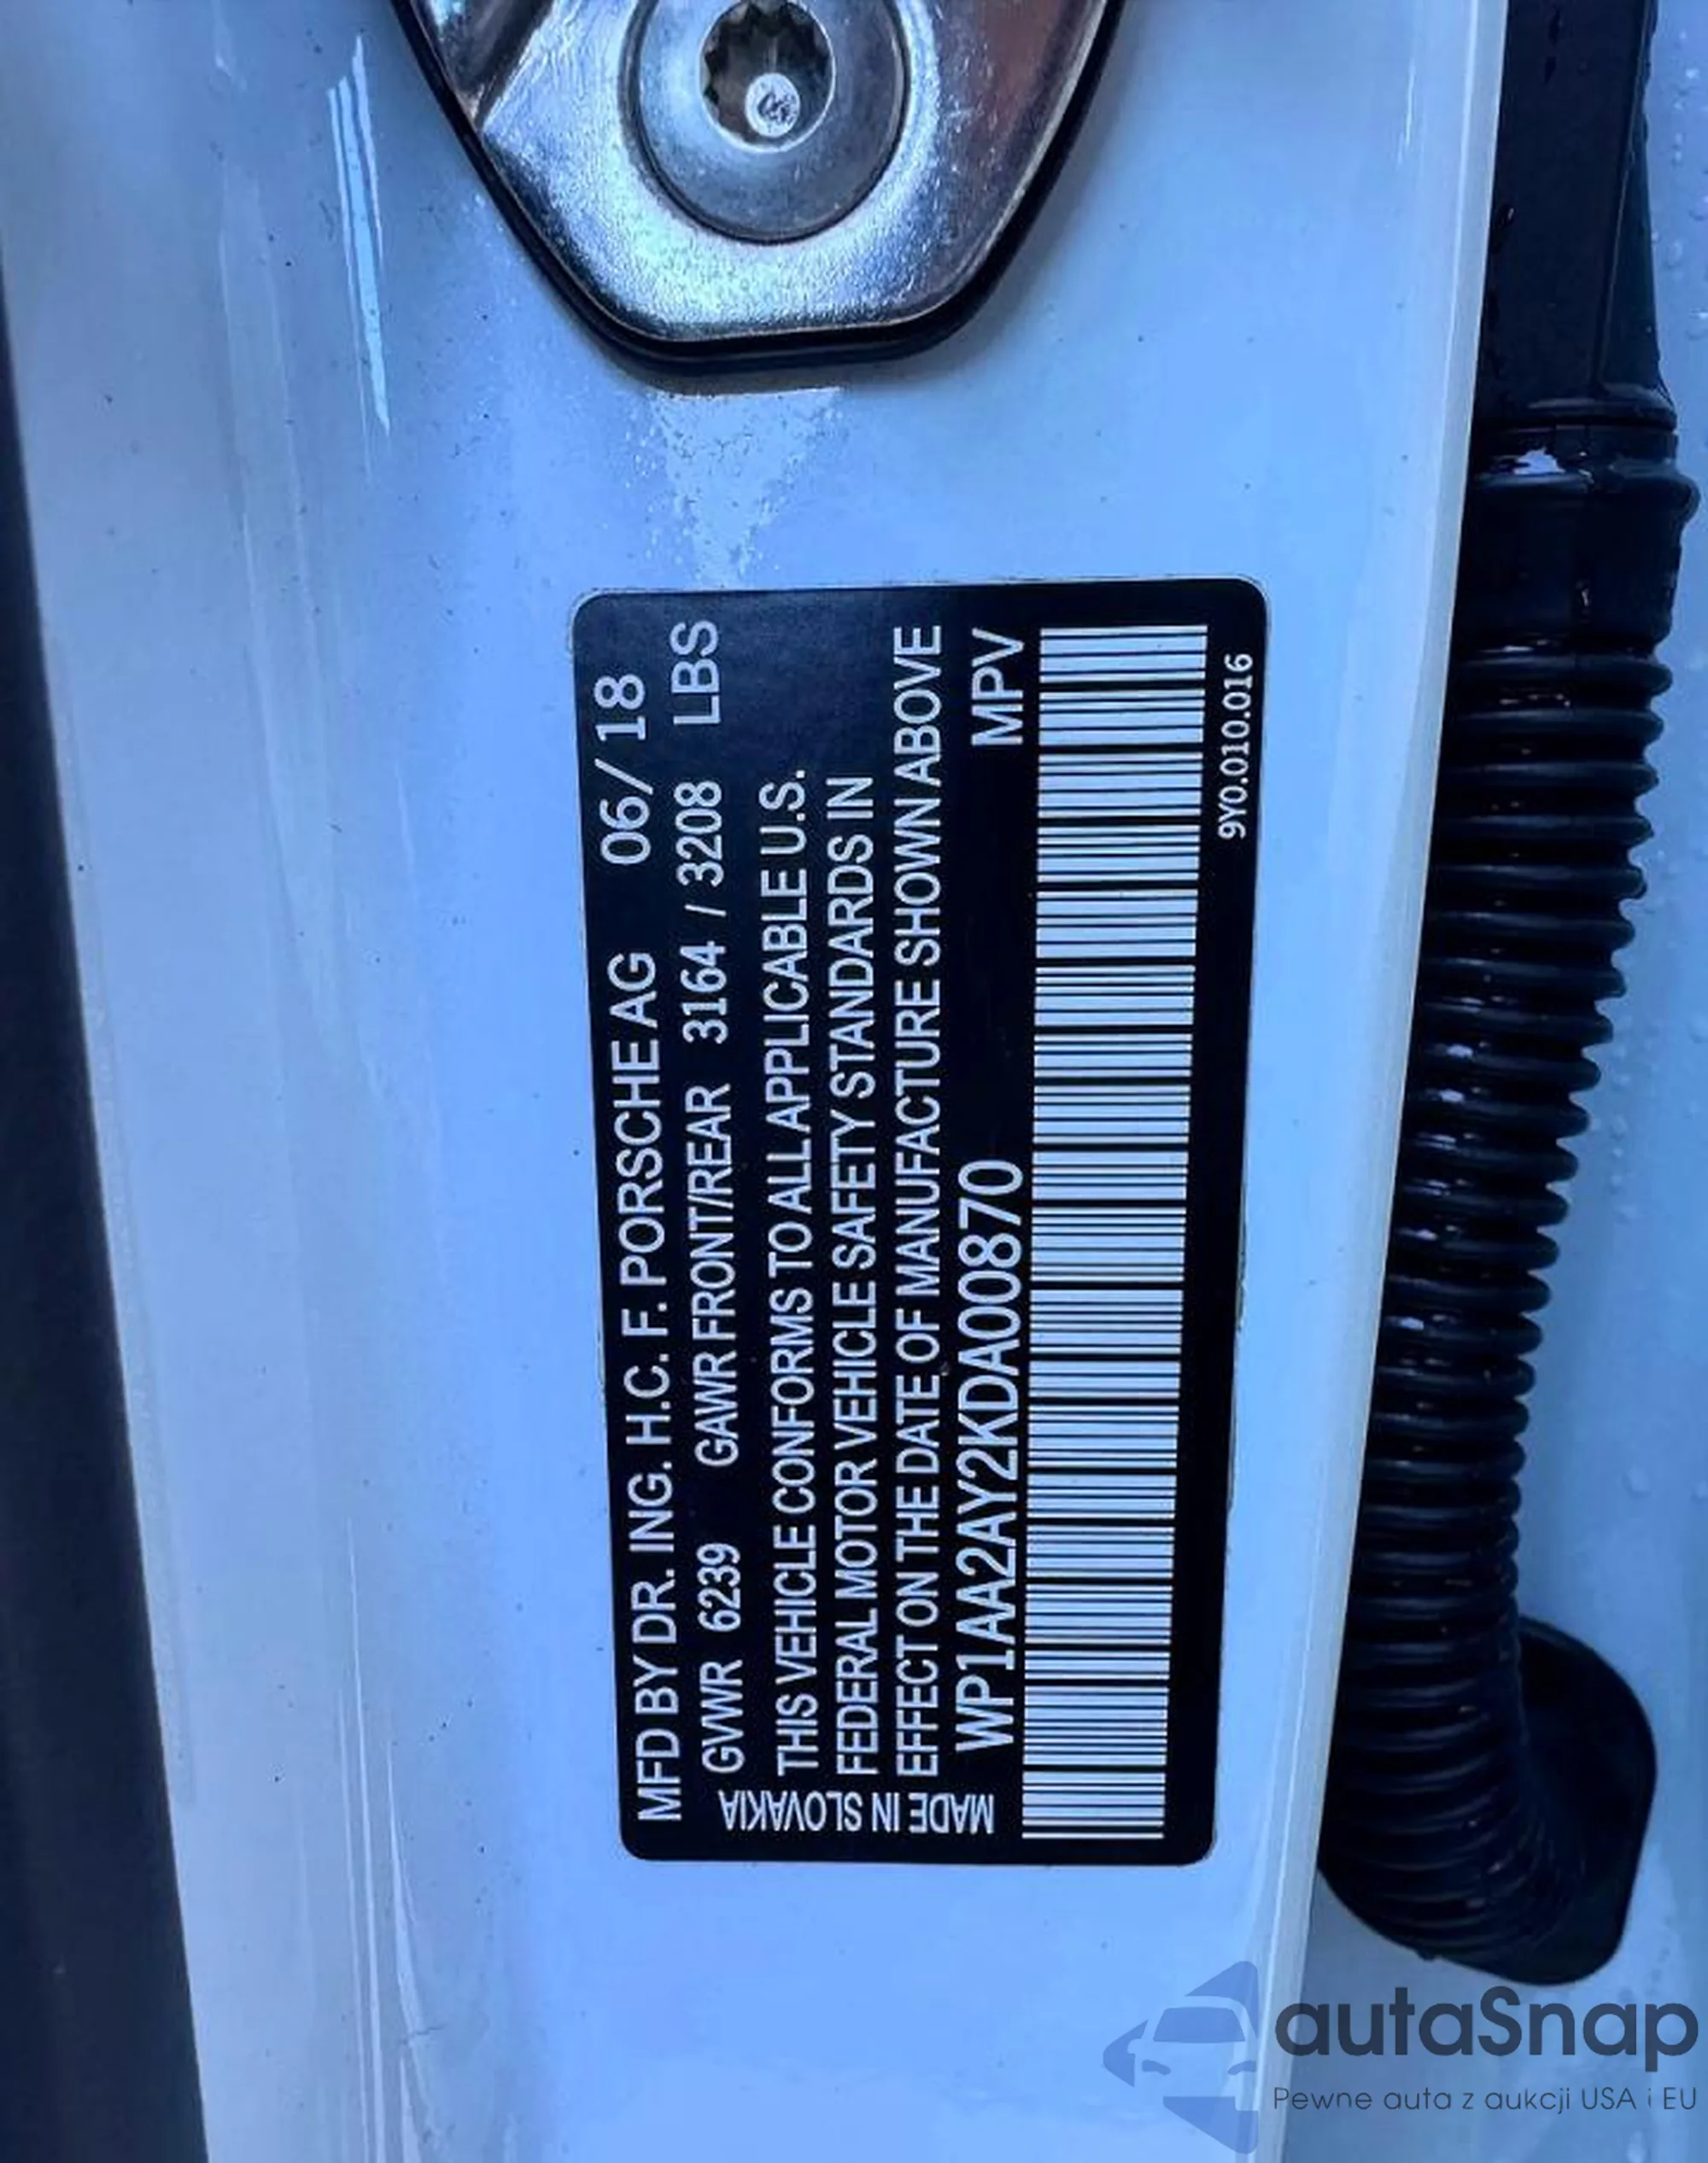 MFD BY DR. ING. H.C. F. PORSCHE AG 06/18
GVWR 6239 GAWR FRONT/REAR 3164 / 3208 LBS
THIS VEHICLE CONFORMS TO ALL APPLICABLE U.S.
FEDERAL MOTOR VEHICLE SAFETY STANDARDS IN
EFFECT ON THE DATE OF MANUFACTURE SHOWN ABOVE
WP1AA2AY2KDA00870 MPV
MADE IN SLOVAKIA
9Y0.010.016
autaSnap
Pewne auta z aukcji USA i EU